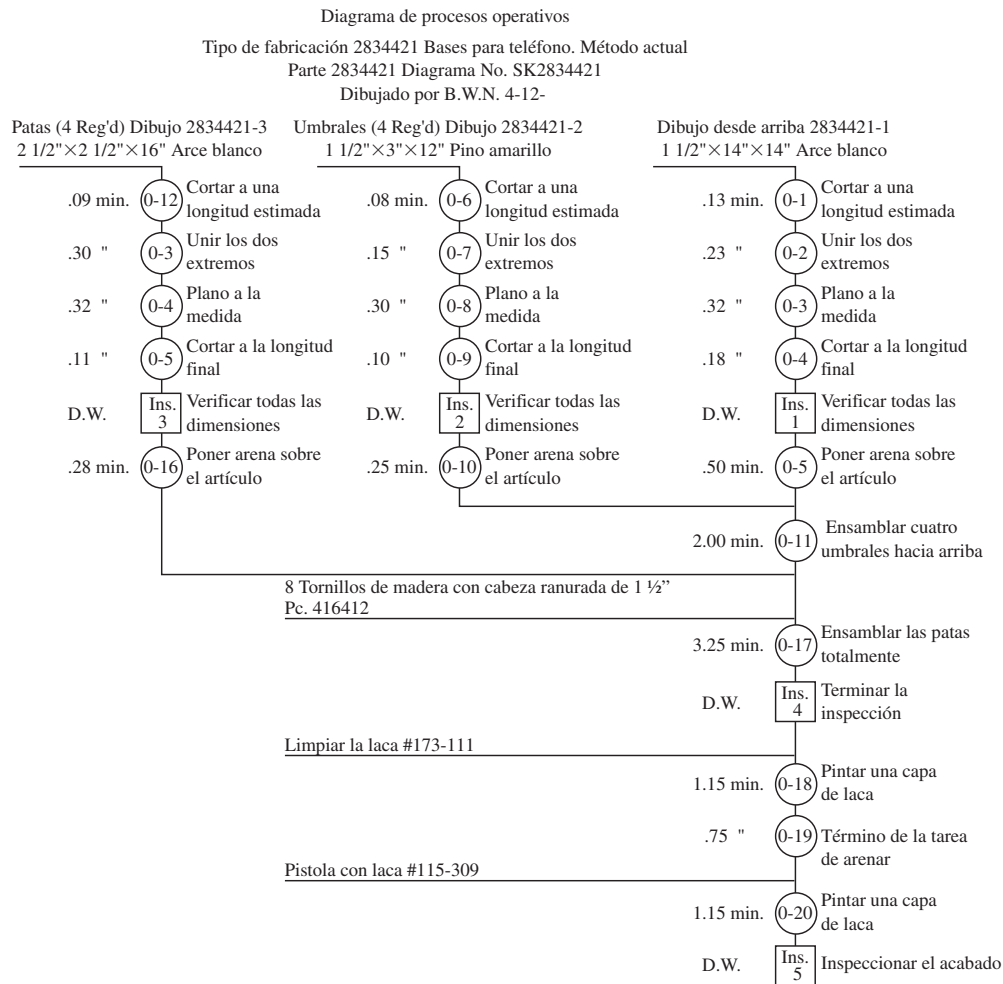 Diagrama de procesos operativos
Tipo de fabricación 2834421 Bases para teléfono. Método actual
Parte 2834421 Diagrama No. SK2834421
Dibujado por B.W.N. 4-12-
Patas (4 Reg'd) Dibujo 2834421-3
2 1/2"×2 1/2"×16" Arce blanco
.09 min. 0-12 Cortar a una
longitud estimada
.30 " 0-3 Unir los dos
extremos
.32 " 0-4 Plano a la
medida
.11 " 0-5 Cortar a la longitud
final
D.W. Ins. 3 Verificar todas las
dimensiones
.28 min. 0-16 Poner arena sobre
el artículo
Umbrales (4 Reg'd) Dibujo 2834421-2
1 1/2"×3"×12" Pino amarillo
.08 min. 0-6 Cortar a una
longitud estimada
.15 " 0-7 Unir los dos
extremos
.30 " 0-8 Plano a la
medida
.10 " 0-9 Cortar a la longitud
final
D.W. Ins. 2 Verificar todas las
dimensiones
.25 min. 0-10 Poner arena sobre
el artículo
Dibujo desde arriba 2834421-1
1 1/2"×14"×14" Arce blanco
.13 min. 0-1 Cortar a una
longitud estimada
.23 " 0-2 Unir los dos
extremos
.32 " 0-3 Plano a la
medida
.18 " 0-4 Cortar a la longitud
final
D.W. Ins. 1 Verificar todas las
dimensiones
.50 min. 0-5 Poner arena sobre
el artículo
2.00 min. 0-11 Ensamblar cuatro
umbrales hacia arriba
8 Tornillos de madera con cabeza ranurada de 1 ½”
Pc. 416412
3.25 min. 0-17 Ensamblar las patas
totalmente
D.W. Ins. 4 Terminar la
inspección
Limpiar la laca #173-111
1.15 min. 0-18 Pintar una capa
de laca
.75 " 0-19 Término de la tarea
de arenar
Pistola con laca #115-309
1.15 min. 0-20 Pintar una capa
de laca
D.W. Ins. 5 Inspeccionar el acabado